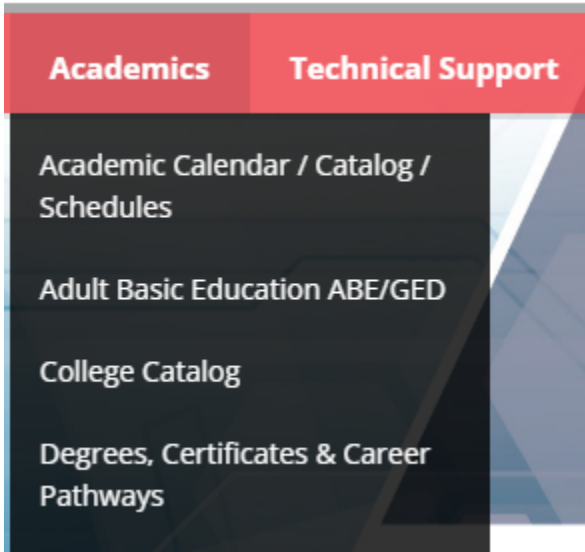 Academics
Technical Support
Academic Calendar / Catalog /
Schedules
Adult Basic Education ABE/GED
College Catalog
Degrees, Certificates & Career
Pathways